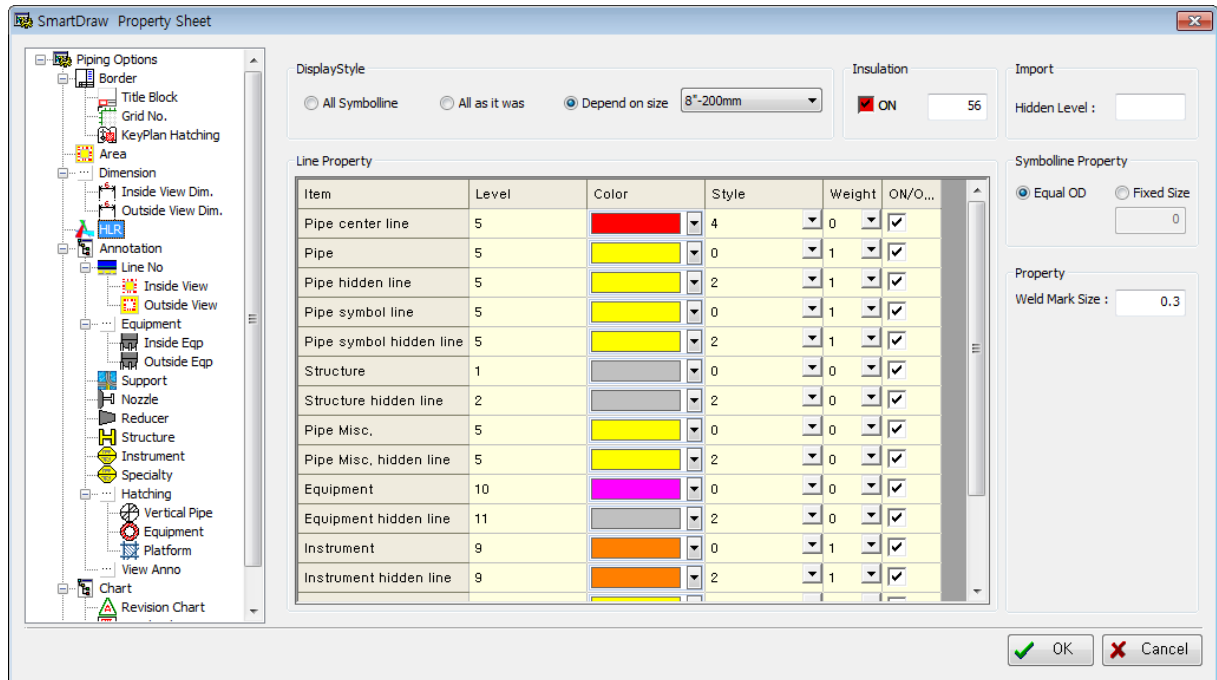 SmartDraw Property Sheet
Piping Options
Border
Title Block
Grid No.
KeyPlan Hatching
Area
Dimension
Inside View Dim.
Outside View Dim.
HLR
Annotation
Line No
Inside View
Outside View
Equipment
Inside Eqp
Outside Eqp
Support
Nozzle
Reducer
Structure
Instrument
Specialty
Hatching
Vertical Pipe
Equipment
Platform
View Anno
Chart
Revision Chart
DisplayStyle
All Symbolline All as it was Depend on size 8"-200mm
Insulation
ON 56
Import
Hidden Level :
Line Property
Item Level Color Style Weight ON/O...
Pipe center line 5 4 0
Pipe 5 0 1
Pipe hidden line 5 2 1
Pipe symbol line 5 0 1
Pipe symbol hidden line 5 2 1
Structure 1 0 0
Structure hidden line 2 2 0
Pipe Misc. 5 0 0
Pipe Misc. hidden line 5 2 0
Equipment 10 0 0
Equipment hidden line 11 2 0
Instrument 9 0 1
Instrument hidden line 9 2 1
Symbolline Property
Equal OD Fixed Size
0
Property
Weld Mark Size : 0.3
OK Cancel